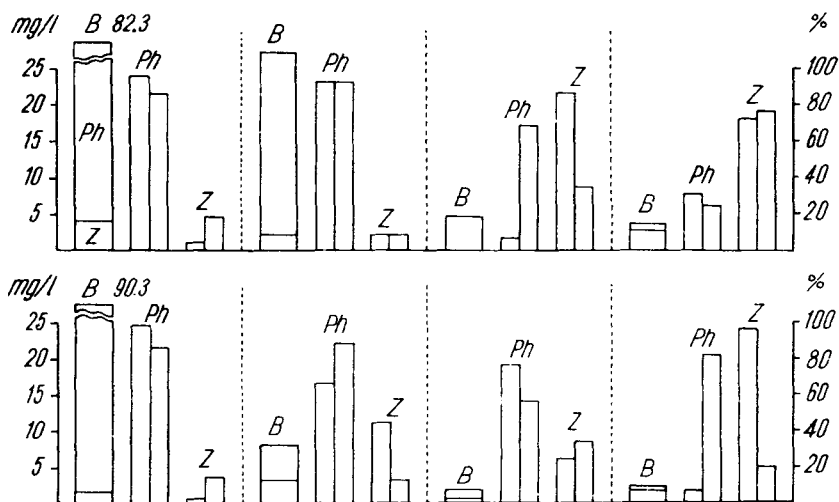 mg/l B 82.3 Ph B Ph Z %
25 Ph Z 100
20 80
15 Ph 60
10 B Ph B 40
5 Z Z Z 20
mg/l B 90.3 Ph Ph Z %
25 Ph Ph 100
20 80
15 B Z 60
10 Z Z 40
5 B B 20